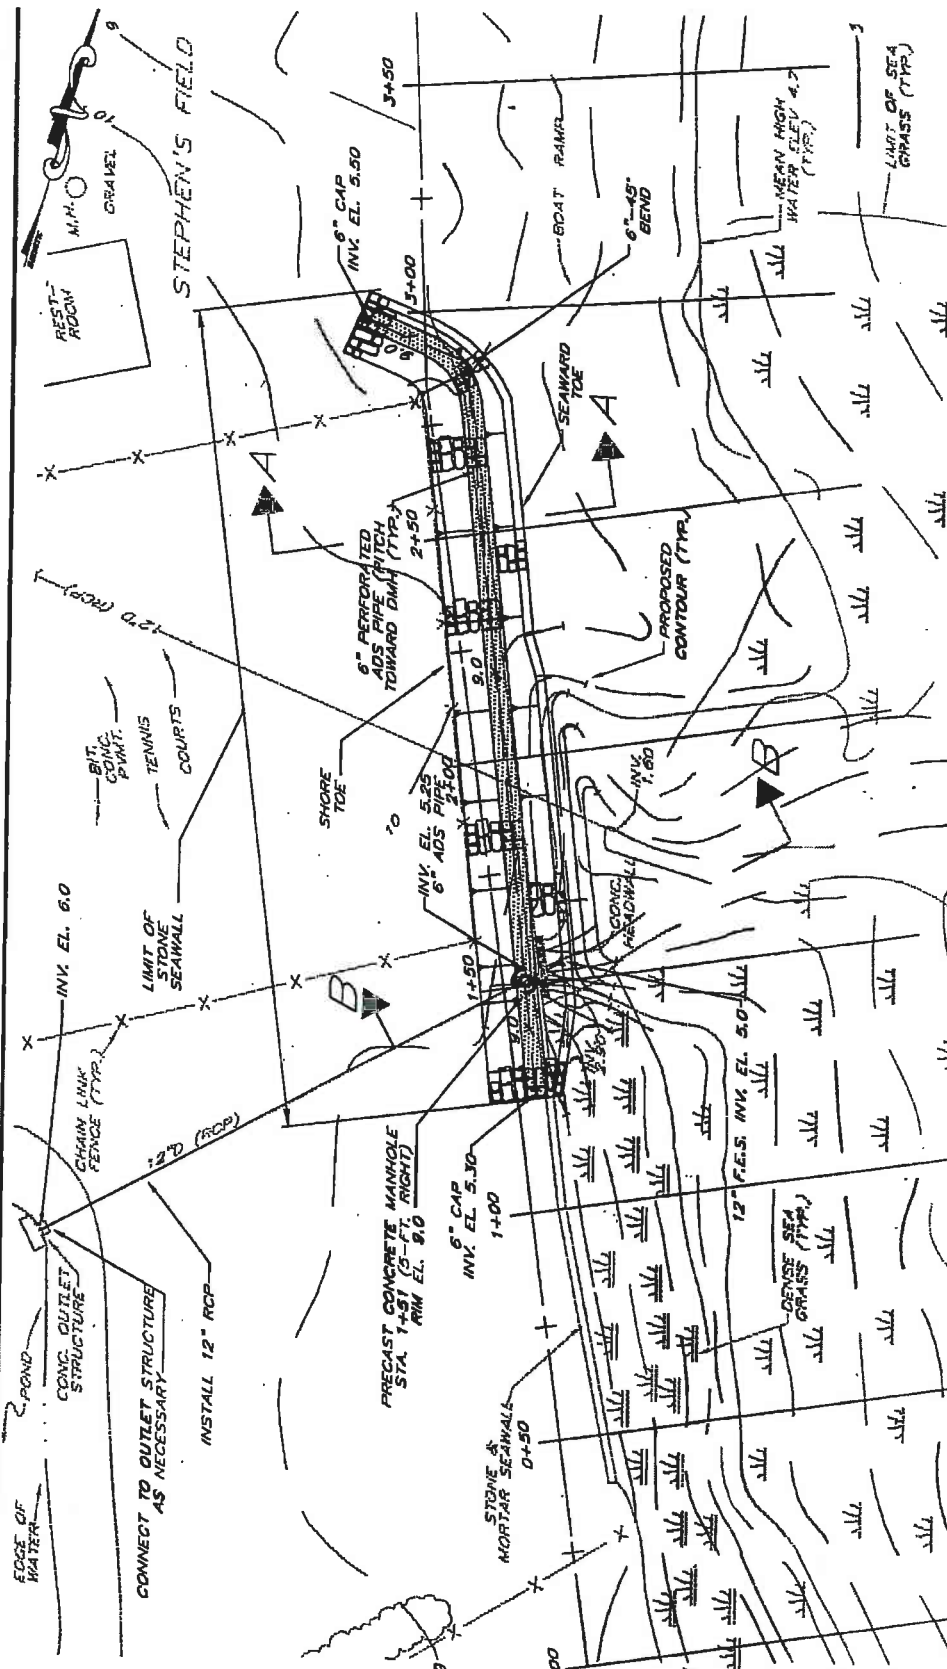 EDGE OF
WATER
POND
CONC. OUTLET
STRUCTURE
CONNECT TO OUTLET STRUCTURE
AS NECESSARY
INSTALL 12" RCP
INV. EL. 6.0
CHAIN LINK
FENCE (TYP.)
12"D (RCP)
LIMIT OF
STONE
SEAWALL
BIT.
CONC.
PVMT.
TENNIS
COURTS
12"D (RCP)
REST-
ROOM
M.H.
GRAVEL
10
9
STEPHEN'S FIELD
B
A
SHORE
TOE
6" PERFORATED
ADS PIPE (PITCH
TOWARD DMH) (TYP.)
6" CAP
INV. EL. 5.50
INV. EL. 5.25
6" ADS PIPE
PRECAST CONCRETE MANHOLE
STA. 1+51 (5-FT. RIGHT)
RIM EL. 9.0
6" CAP
INV. EL. 5.30
STONE &
MORTAR SEAWALL
0+50
1+00
1+50
2+00
2+50
3+00
3+50
9.0
9.0
INV.
2.50
CONC.
HEADWALL
INV.
1.60
PROPOSED
CONTOUR (TYP.)
SEAWARD
TOE
6"-45°
BEND
BOAT RAMP
A
B
12" F.E.S. INV. EL. 5.0
DENSE SEA
GRASS (TYP.)
MEAN HIGH
WATER ELEV 4.7
(TYP.)
LIMIT OF SEA
GRASS (TYP.)